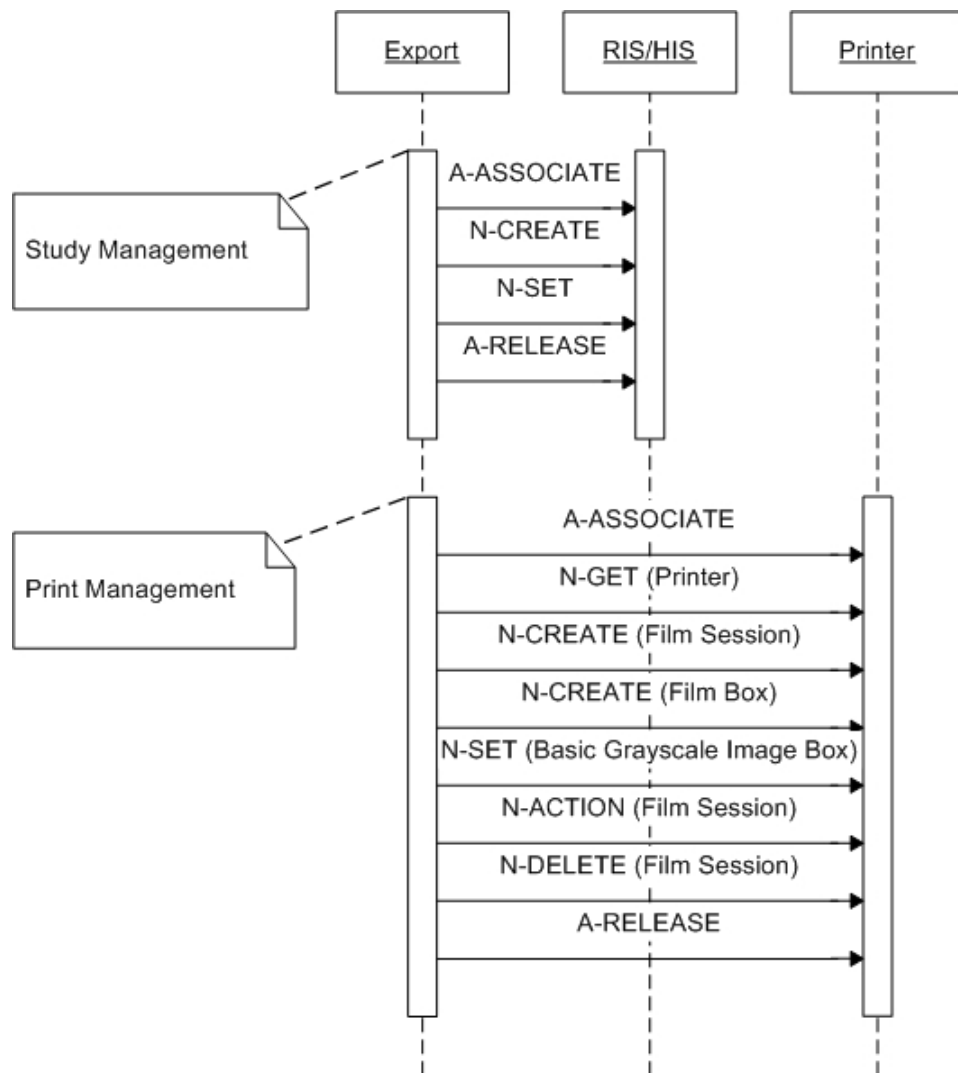 Export
RIS/HIS
Printer
A-ASSOCIATE
N-CREATE
Study Management
N-SET
A-RELEASE
A-ASSOCIATE
N-GET (Printer)
Print Management
N-CREATE (Film Session)
N-CREATE (Film Box)
N-SET (Basic Grayscale Image Box)
N-ACTION (Film Session)
N-DELETE (Film Session)
A-RELEASE